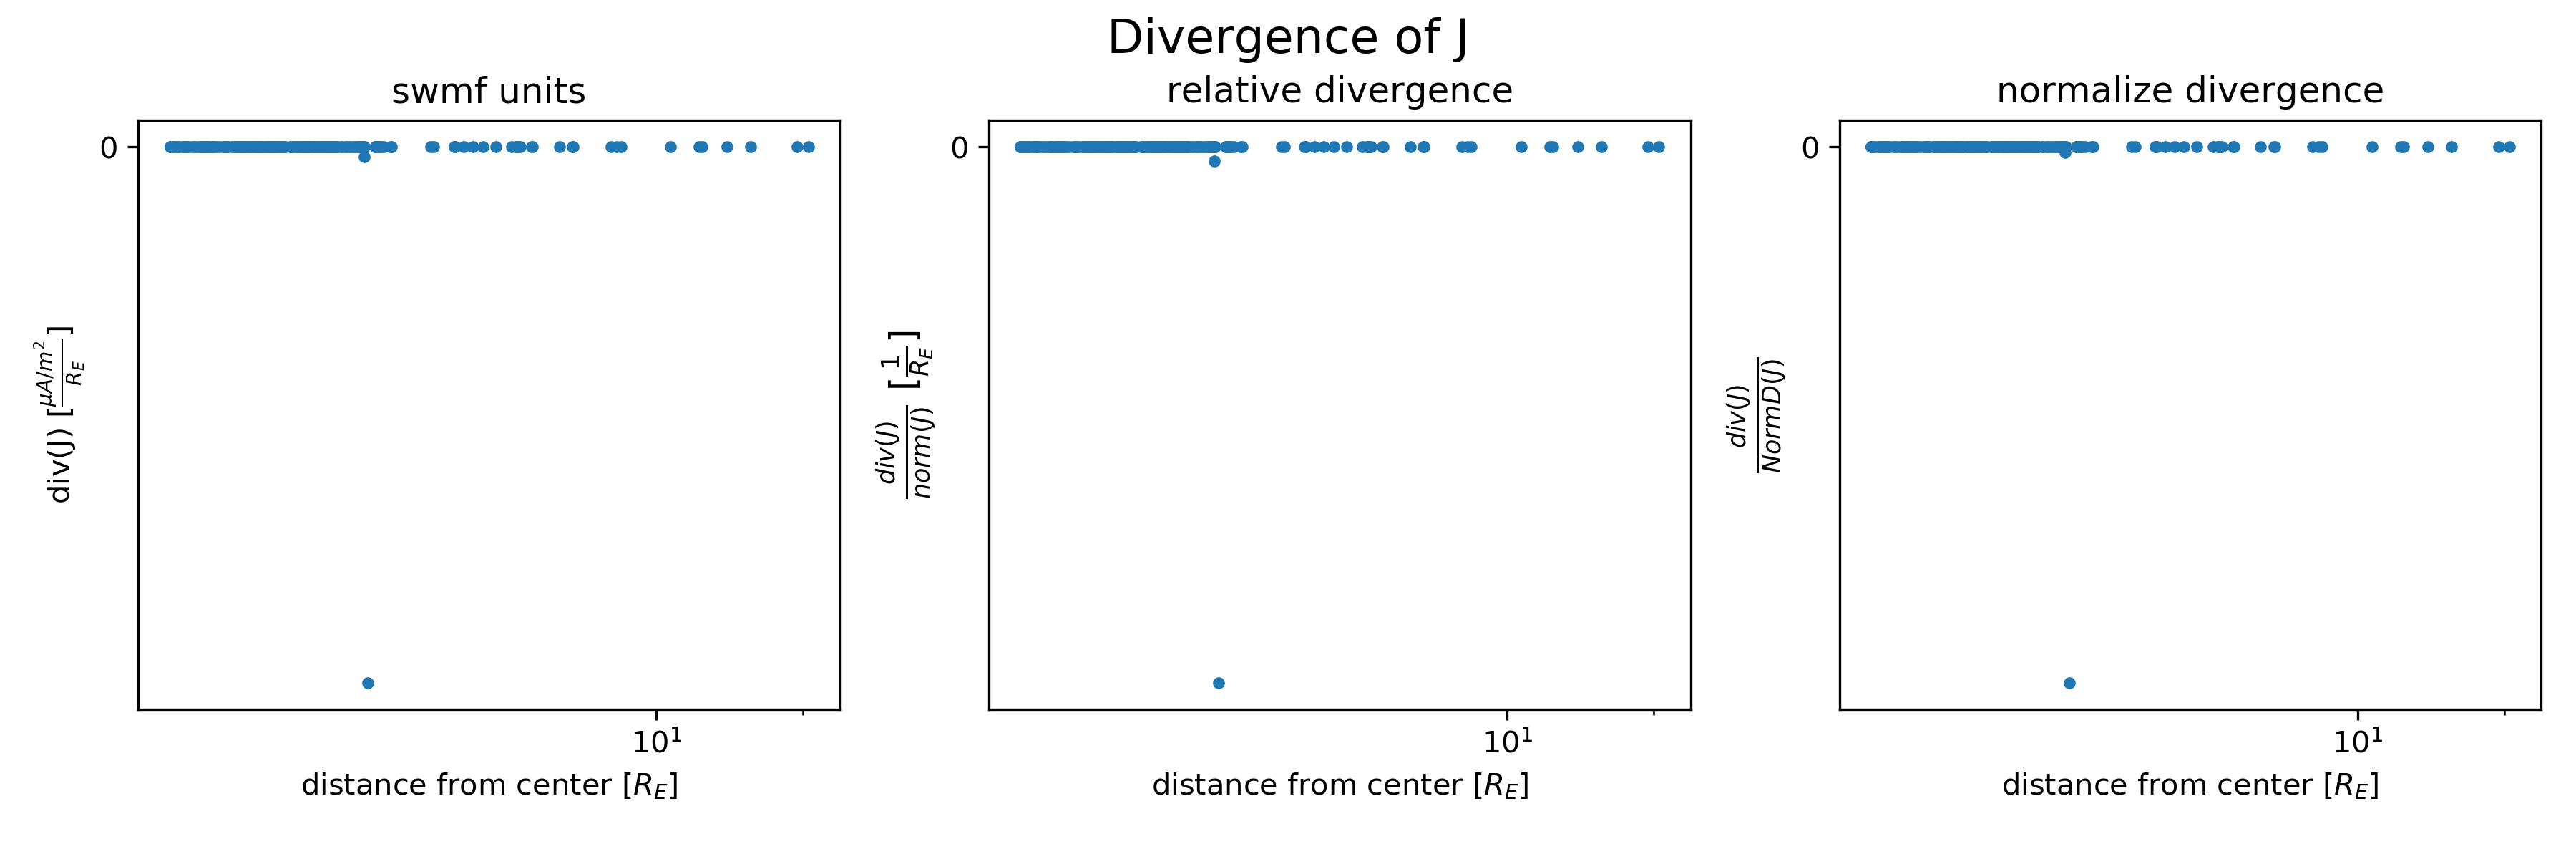 Divergence of J
swmf units
relative divergence
normalize divergence
0
0
0
div(J) [μA/m²/R_E]
div(J)/norm(J) [1/R_E]
div(J)/NormD(J)
10¹
10¹
10¹
distance from center [R_E]
distance from center [R_E]
distance from center [R_E]